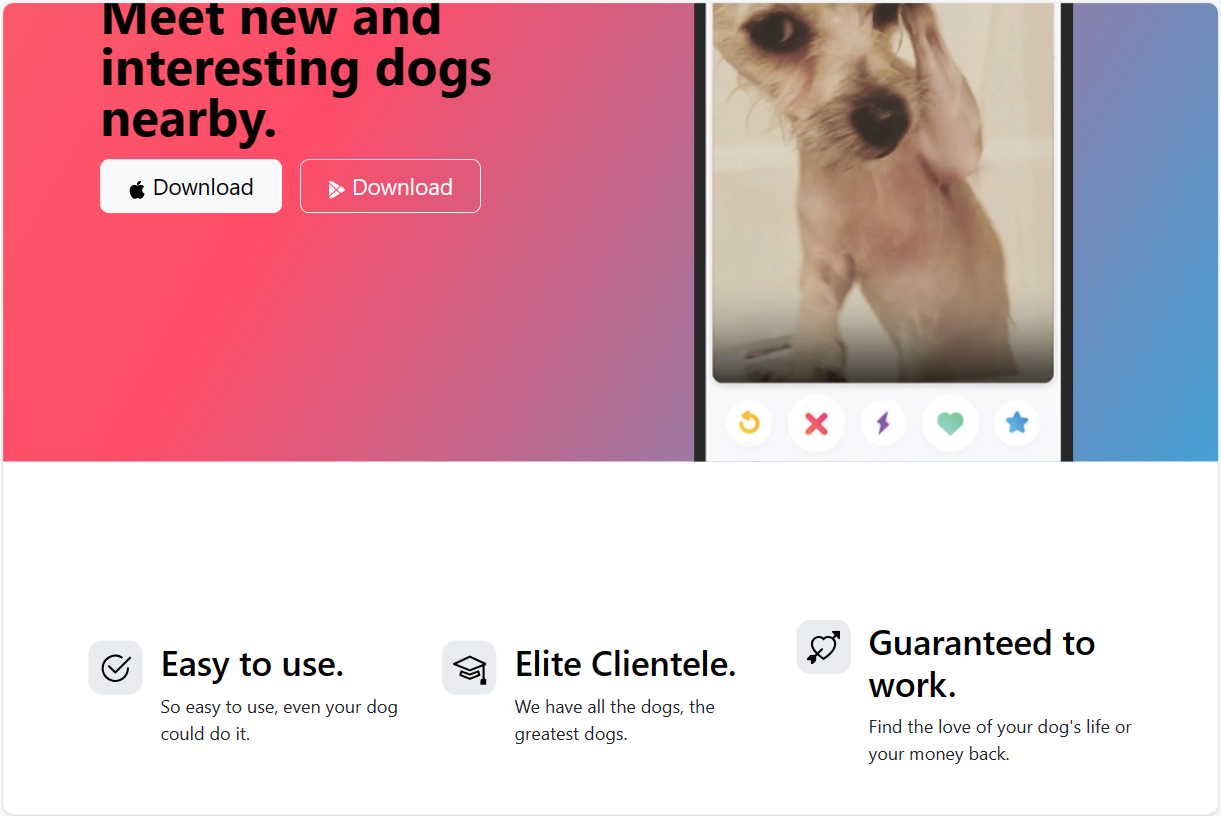 Meet new and
interesting dogs
nearby.
Download
Download
Easy to use.
So easy to use, even your dog
could do it.
Elite Clientele.
We have all the dogs, the
greatest dogs.
Guaranteed to
work.
Find the love of your dog's life or
your money back.